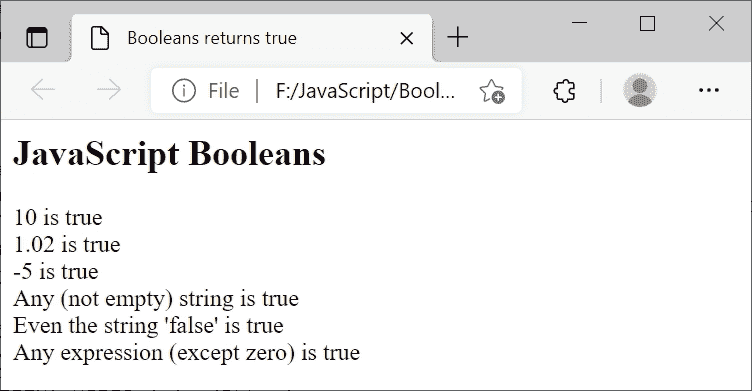 Booleans returns true
File
F:/JavaScript/Bool...
JavaScript Booleans
10 is true
1.02 is true
-5 is true
Any (not empty) string is true
Even the string 'false' is true
Any expression (except zero) is true